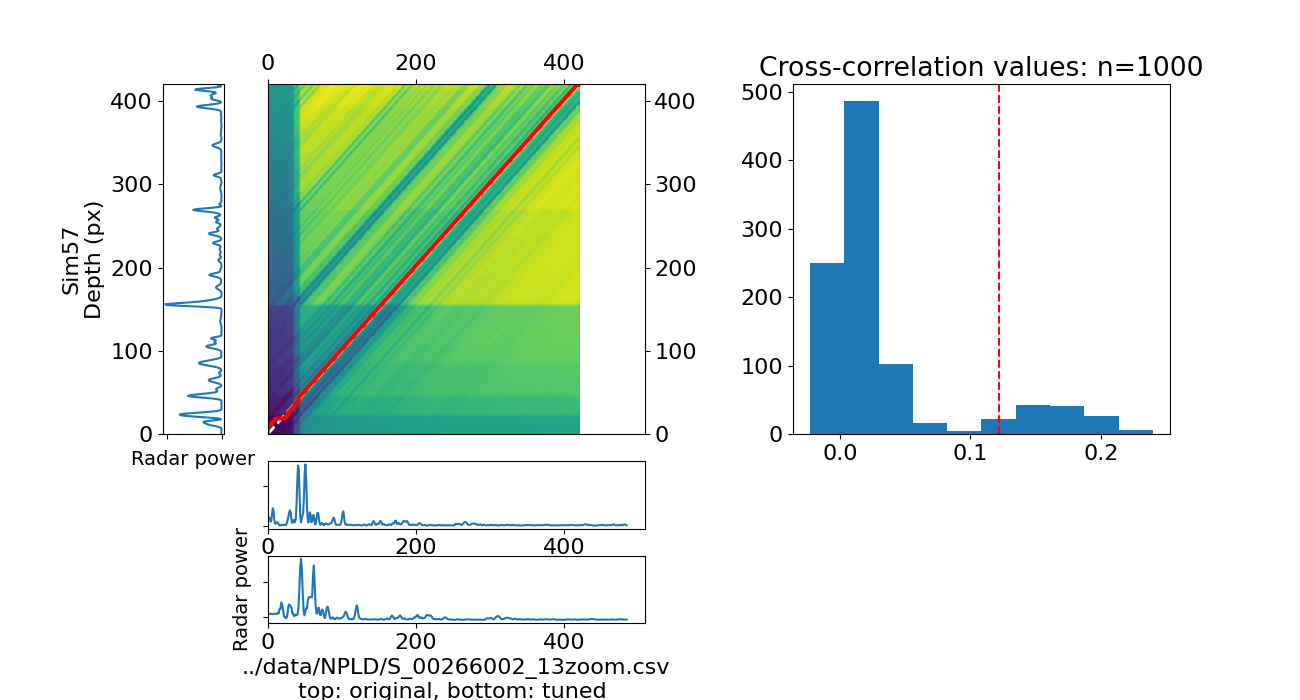 0 200 400
Cross-correlation values: n=1000
400
300
200
100
0
Sim57
Depth (px)
Radar power
400
300
200
100
0
500
400
300
200
100
0
0.0 0.1 0.2
0 200 400
Radar power
0 200 400
../data/NPLD/S_00266002_13zoom.csv
top: original, bottom: tuned